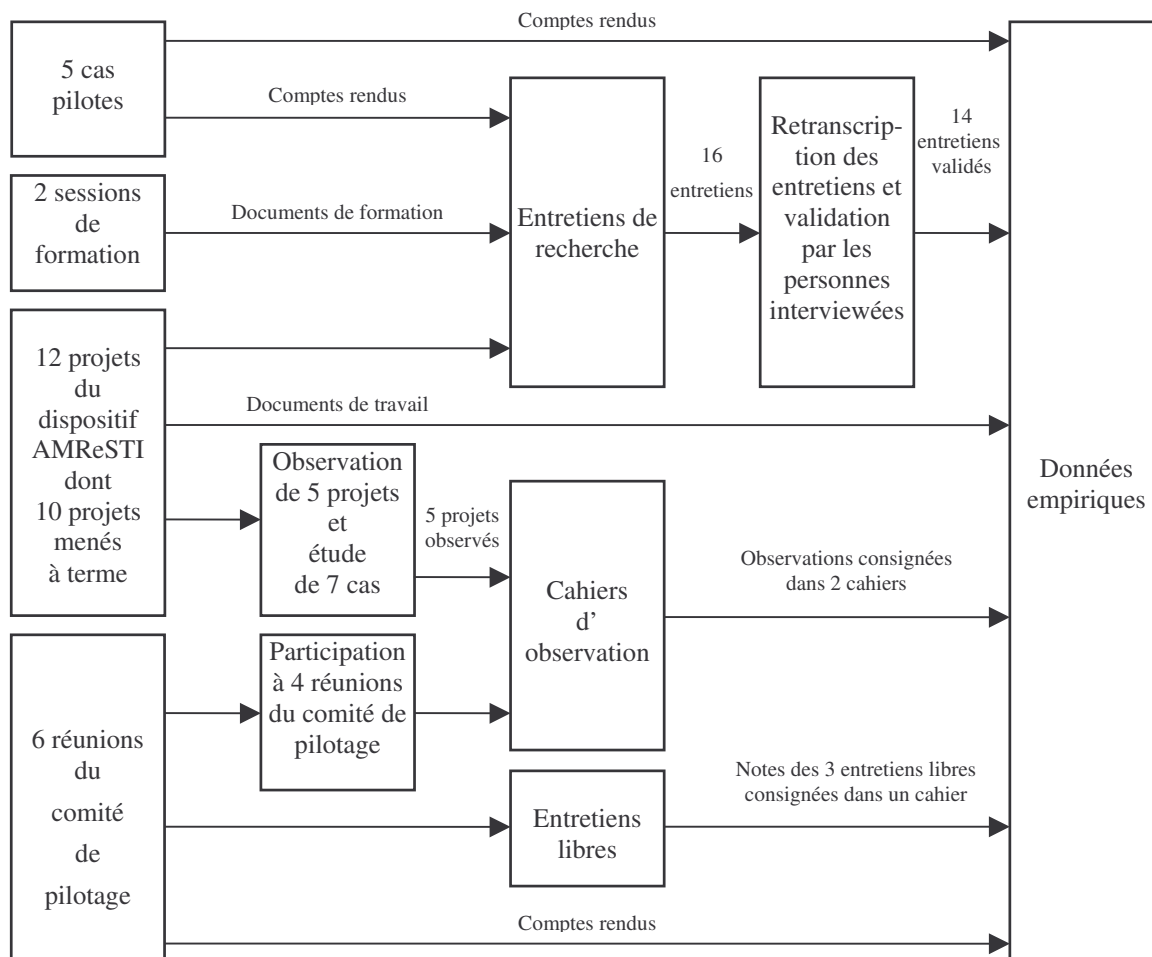 Comptes rendus
5 cas
pilotes
Comptes rendus
2 sessions
de
formation
Documents de formation
Entretiens de
recherche
16
entretiens
Retranscrip-
tion des
entretiens et
validation
par les
personnes
interviewées
14
entretiens
validés
12 projets
du
dispositif
AMReSTI
dont
10 projets
menés
à terme
Documents de travail
Observation
de 5 projets
et
étude
de 7 cas
5 projets
observés
Cahiers
d’
observation
Observations consignées
dans 2 cahiers
Données
empiriques
6 réunions
du
comité
de
pilotage
Participation
à 4 réunions
du comité de
pilotage
Entretiens
libres
Notes des 3 entretiens libres
consignées dans un cahier
Comptes rendus